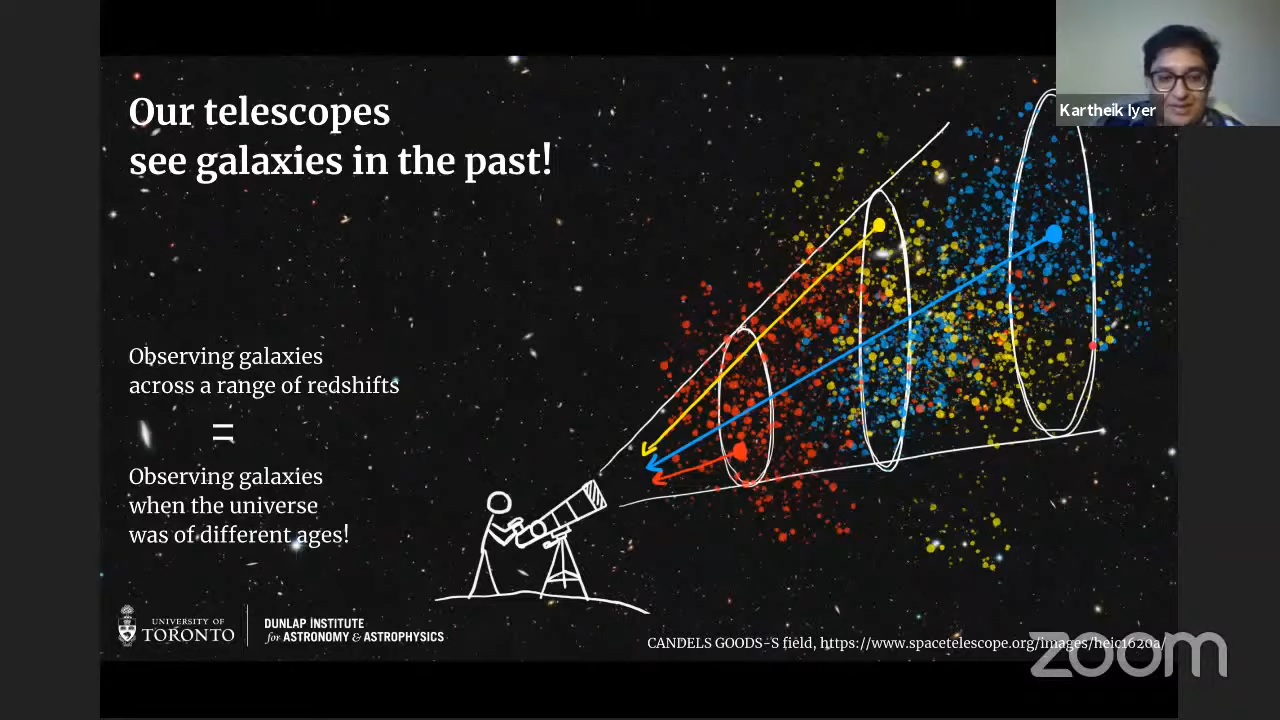 Our telescopes
see galaxies in the past!
Kartheik Iyer
Observing galaxies
across a range of redshifts
=
Observing galaxies
when the universe
was of different ages!
UNIVERSITY OF
TORONTO
DUNLAP INSTITUTE
for ASTRONOMY & ASTROPHYSICS
CANDELS GOODS-S field, https://www.spacetelescope.org/images/heic1620a/
zoom